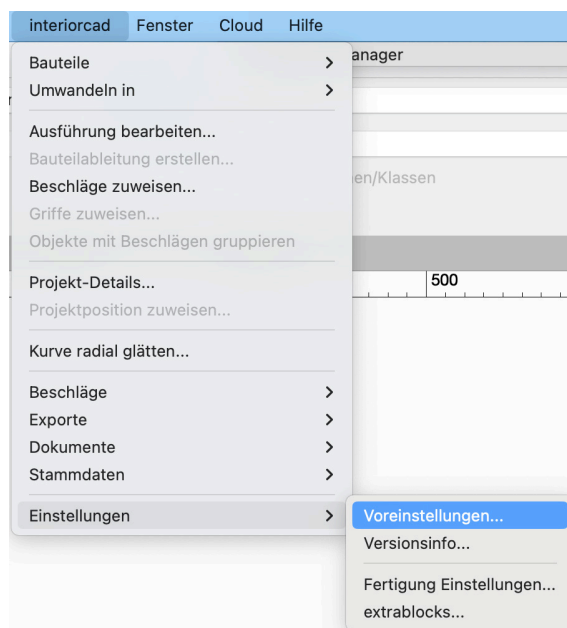 interiorcad Fenster Cloud Hilfe
anager
Bauteile
Umwandeln in
Ausführung bearbeiten...
Bauteilableitung erstellen...
en/Klassen
Beschläge zuweisen...
Griffe zuweisen...
Objekte mit Beschlägen gruppieren
Projekt-Details...
500
Projektposition zuweisen...
Kurve radial glätten...
Beschläge
Exporte
Dokumente
Stammdaten
Einstellungen
Voreinstellungen...
Versionsinfo...
Fertigung Einstellungen...
extrablocks...